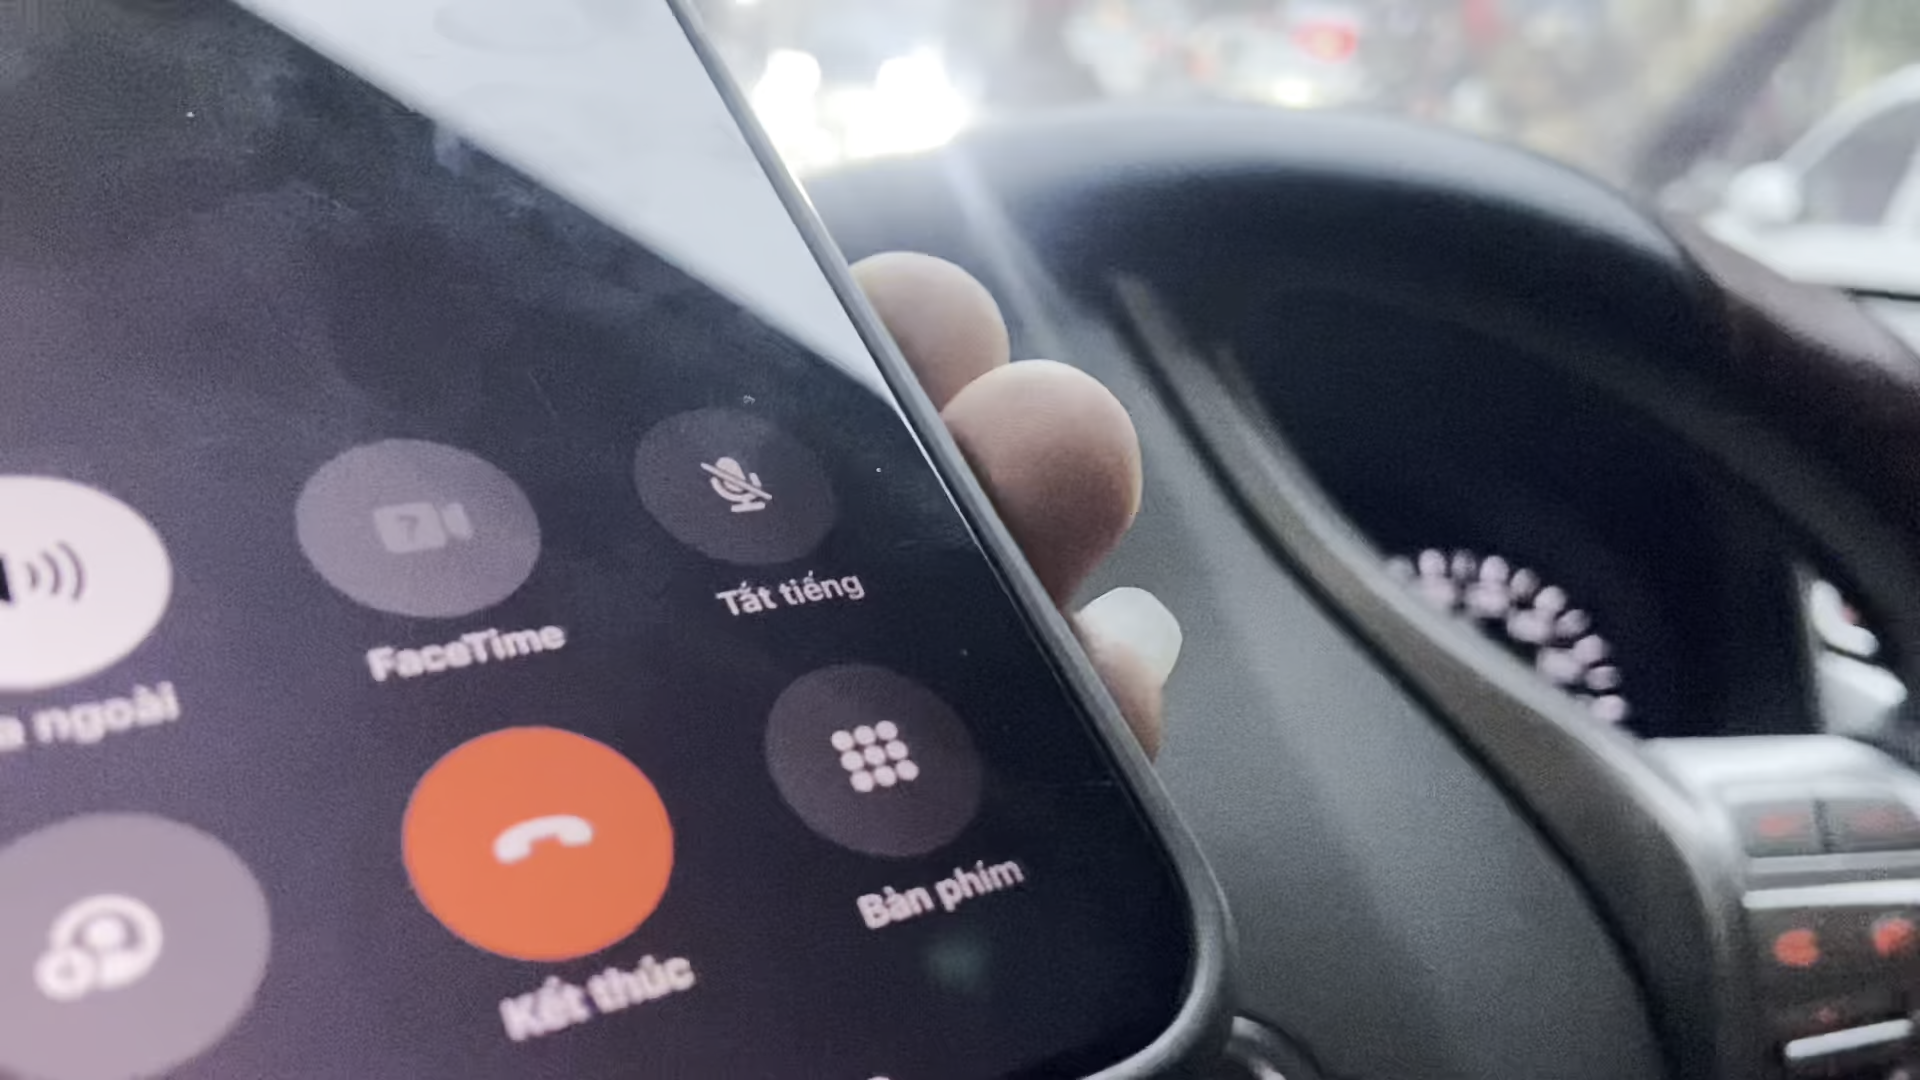 a ngoài
FaceTime
Tắt tiếng
Kết thúc
Bàn phím